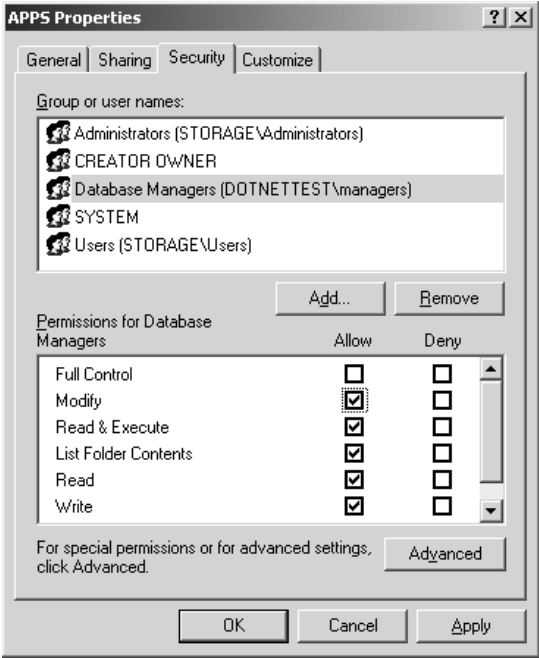 APPS Properties
General Sharing Security Customize
Group or user names:
Administrators (STORAGE\Administrators)
CREATOR OWNER
Database Managers (DOTNETTEST\managers)
SYSTEM
Users (STORAGE\Users)
Add... Remove
Permissions for Database
Managers Allow Deny
Full Control
Modify
Read & Execute
List Folder Contents
Read
Write
For special permissions or for advanced settings,
click Advanced.
Advanced
OK Cancel Apply